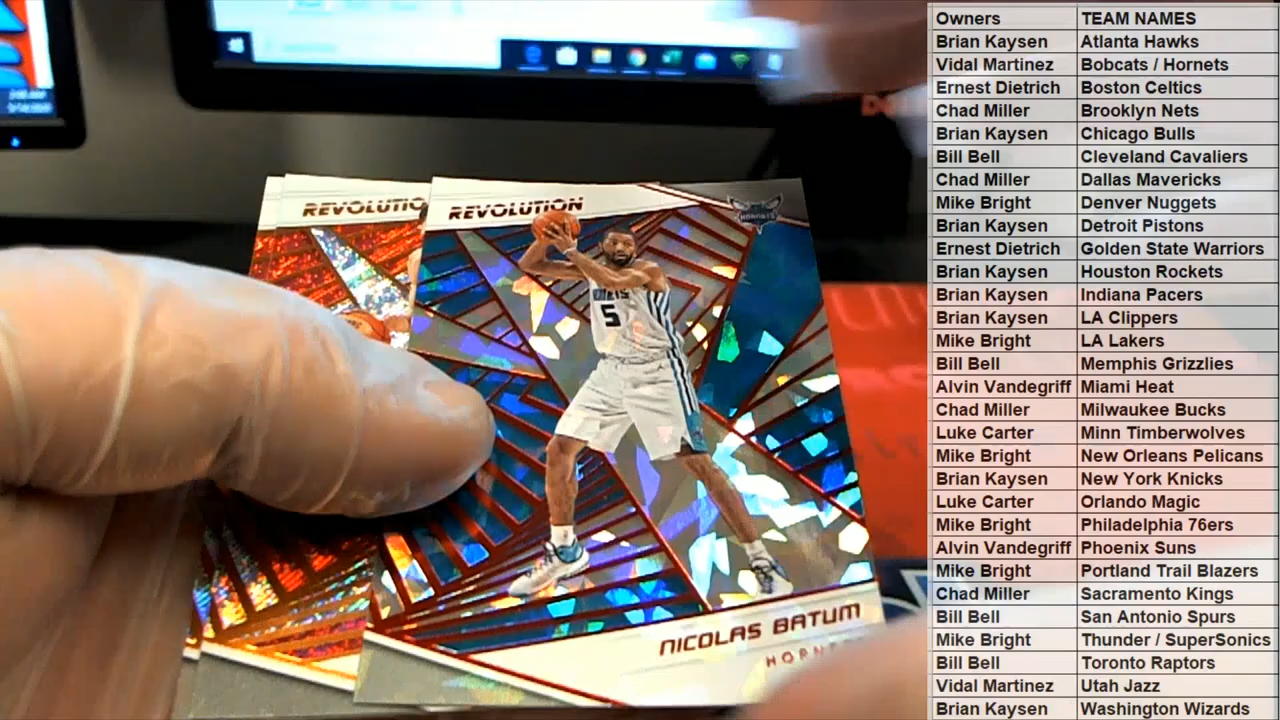 REVOLUTIO
REVOLUTION
HORNETS
HORNETS
5
NICOLAS BATUM
Owners TEAM NAMES
Brian Kaysen Atlanta Hawks
Vidal Martinez Bobcats / Hornets
Ernest Dietrich Boston Celtics
Chad Miller Brooklyn Nets
Brian Kaysen Chicago Bulls
Bill Bell Cleveland Cavaliers
Chad Miller Dallas Mavericks
Mike Bright Denver Nuggets
Brian Kaysen Detroit Pistons
Ernest Dietrich Golden State Warriors
Brian Kaysen Houston Rockets
Brian Kaysen Indiana Pacers
Brian Kaysen LA Clippers
Mike Bright LA Lakers
Bill Bell Memphis Grizzlies
Alvin Vandegriff Miami Heat
Chad Miller Milwaukee Bucks
Luke Carter Minn Timberwolves
Mike Bright New Orleans Pelicans
Brian Kaysen New York Knicks
Luke Carter Orlando Magic
Mike Bright Philadelphia 76ers
Alvin Vandegriff Phoenix Suns
Mike Bright Portland Trail Blazers
Chad Miller Sacramento Kings
Bill Bell San Antonio Spurs
Mike Bright Thunder / SuperSonics
Bill Bell Toronto Raptors
Vidal Martinez Utah Jazz
Brian Kaysen Washington Wizards